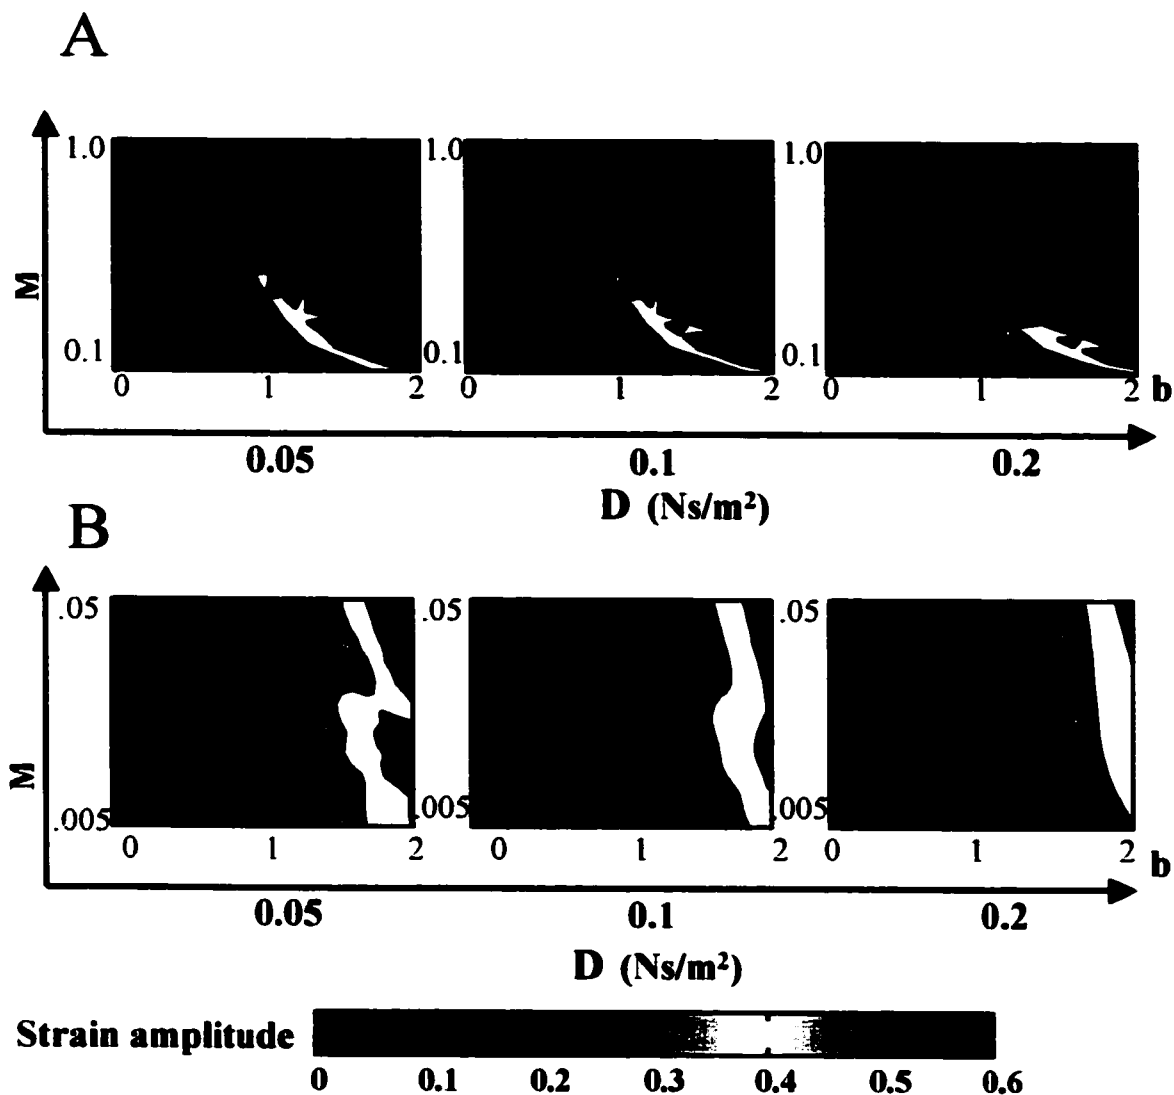 A
M
1.0 1.0 1.0
0.1 0.1 0.1
0 1 2 0 1 2 0 1 2 b
0.05 0.1 0.2
D (Ns/m²)
B
M
.05 .05 .05
.005 .005 .005
0 1 2 0 1 2 0 1 2 b
0.05 0.1 0.2
D (Ns/m²)
Strain amplitude
0 0.1 0.2 0.3 0.4 0.5 0.6